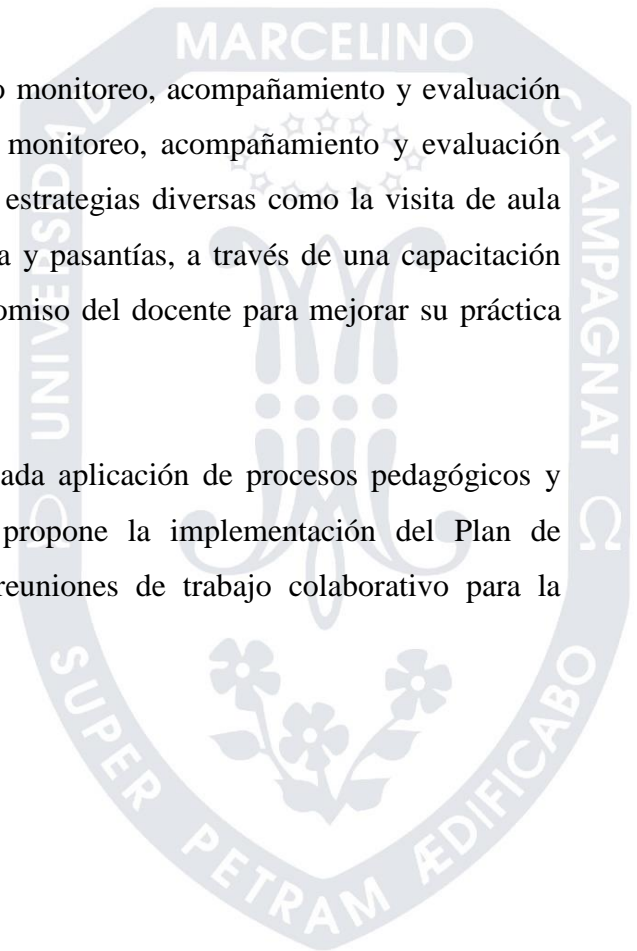 MARCELINO
CHAMPAGNAT
UNIVERSIDAD
o monitoreo, acompañamiento y evaluación
monitoreo, acompañamiento y evaluación
estrategias diversas como la visita de aula
a y pasantías, a través de una capacitación
omiso del docente para mejorar su práctica
ada aplicación de procesos pedagógicos y
propone la implementación del Plan de
reuniones de trabajo colaborativo para la
SUPER PETRAM ÆDIFICABO